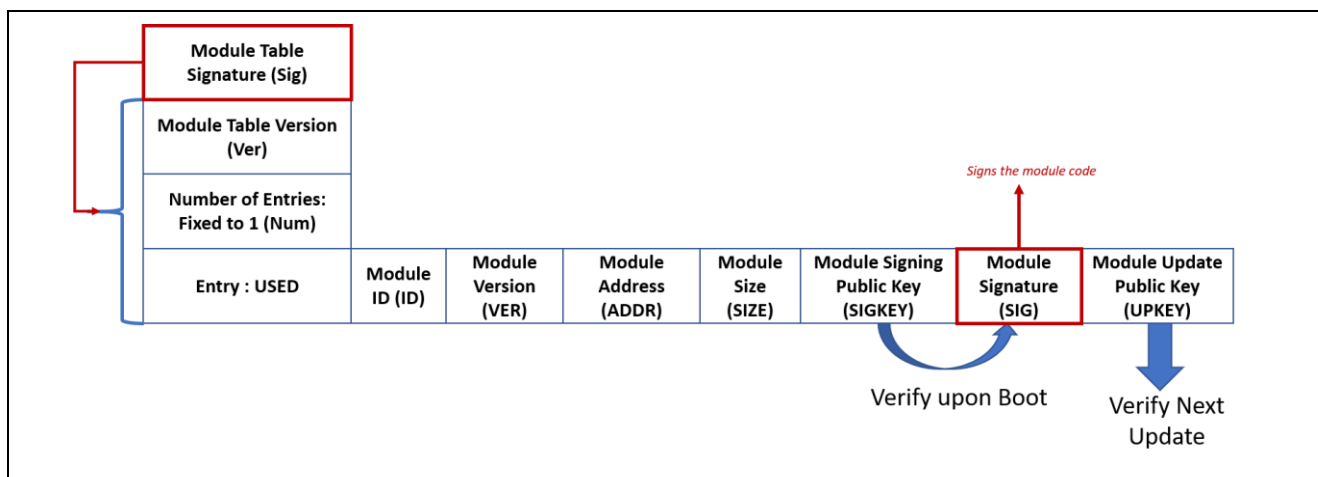 Module Table
Signature (Sig)
Module Table Version
(Ver)
Signs the module code
Number of Entries:
Fixed to 1 (Num)
Entry : USED
Module
ID (ID)
Module
Version
(VER)
Module
Address
(ADDR)
Module
Size
(SIZE)
Module Signing
Public Key
(SIGKEY)
Module
Signature
(SIG)
Module Update
Public Key
(UPKEY)
Verify upon Boot
Verify Next
Update